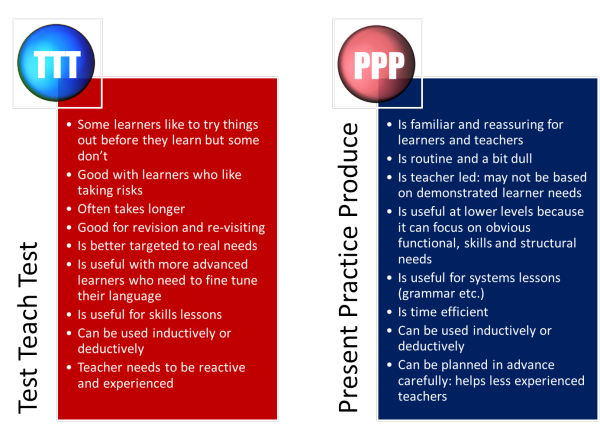 TTT
Test Teach Test
• Some learners like to try things
out before they learn but some
don't
• Good with learners who like
taking risks
• Often takes longer
• Good for revision and re-visiting
• Is better targeted to real needs
• Is useful with more advanced
learners who need to fine tune
their language
• Is useful for skills lessons
• Can be used inductively or
deductively
• Teacher needs to be reactive
and experienced
PPP
Present Practice Produce
• Is familiar and reassuring for
learners and teachers
• Is routine and a bit dull
• Is teacher led: may not be based
on demonstrated learner needs
• Is useful at lower levels because
it can focus on obvious
functional, skills and structural
needs
• Is useful for systems lessons
(grammar etc.)
• Is time efficient
• Can be used inductively or
deductively
• Can be planned in advance
carefully: helps less experienced
teachers